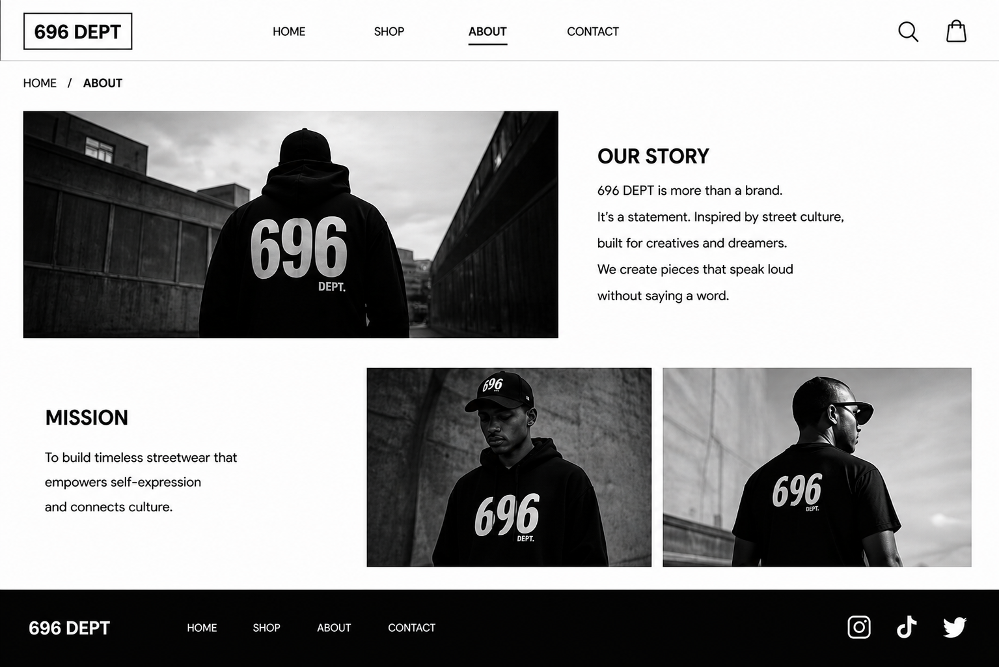 696 DEPT
HOME
SHOP
ABOUT
CONTACT
HOME / ABOUT
696
DEPT.
OUR STORY
696 DEPT is more than a brand.
It's a statement. Inspired by street culture,
built for creatives and dreamers.
We create pieces that speak loud
without saying a word.
MISSION
To build timeless streetwear that
empowers self-expression
and connects culture.
696
696
DEPT.
696
DEPT.
696 DEPT
HOME
SHOP
ABOUT
CONTACT